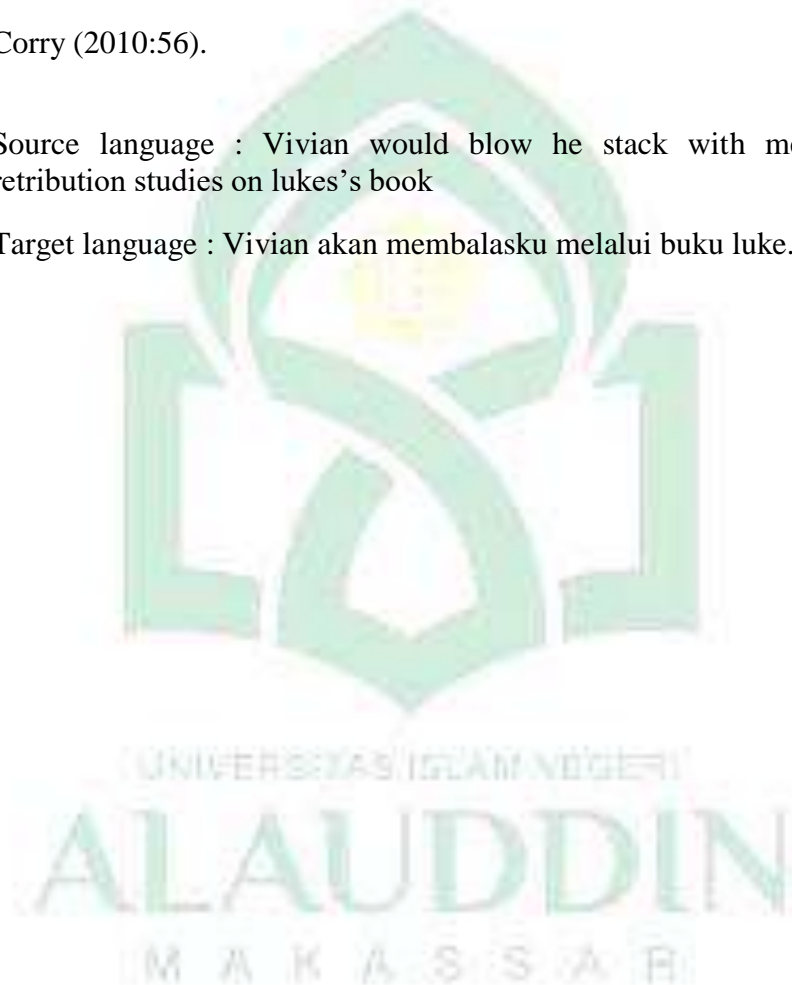 Corry (2010:56).
Source language : Vivian would blow he stack with me
retribution studies on lukes’s book
Target language : Vivian akan membalasku melalui buku luke.
UNIVERSITAS ISLAM NEGERI
ALAUDDIN
MAKASSAR